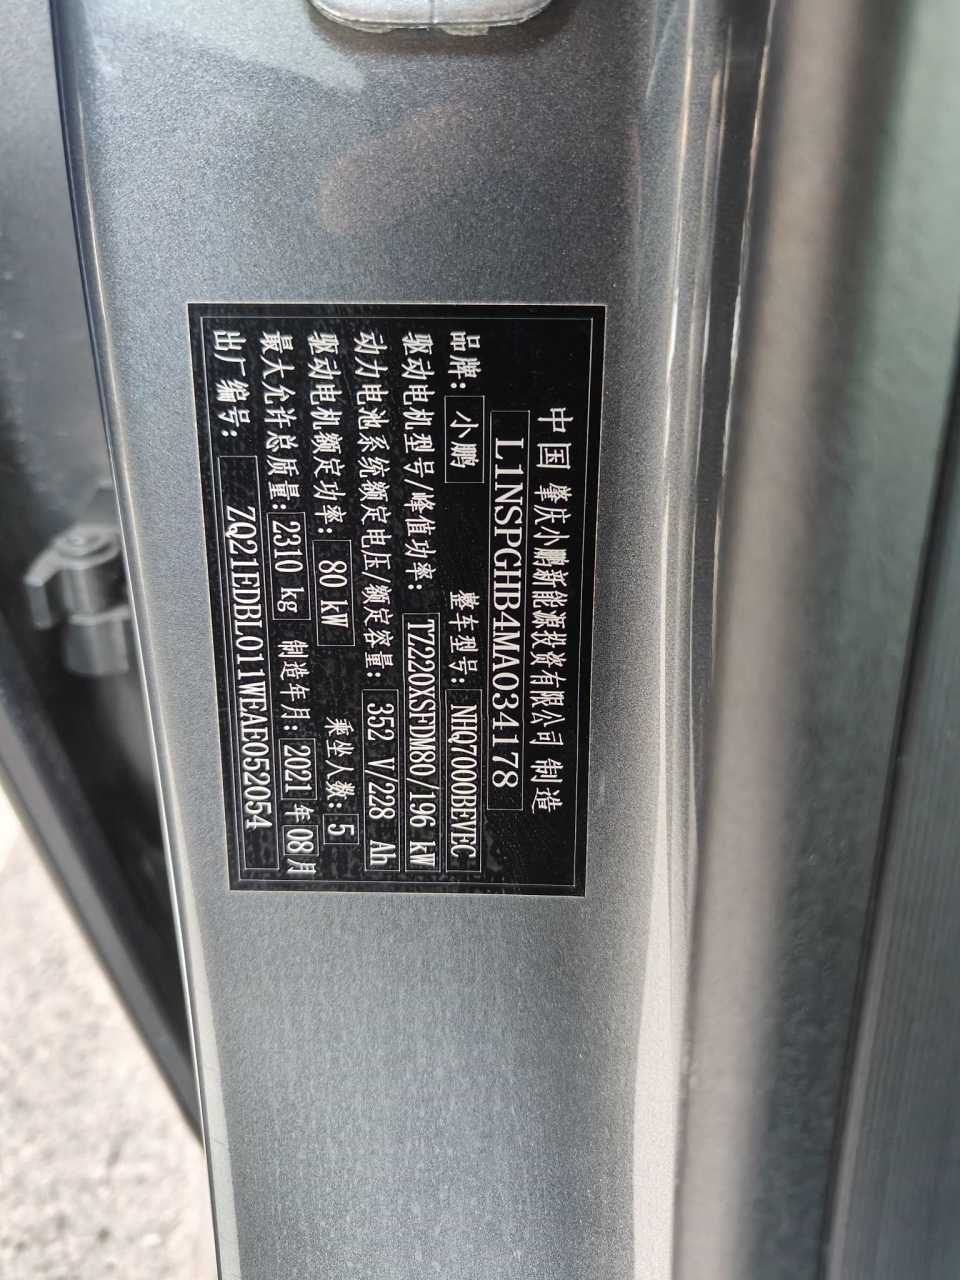 中国 肇庆小鹏新能源投资有限公司 制造
L1NSPGHB4MA034178
品牌: 小鹏 整车型号: NHQ7000BEVEC
驱动电机型号/峰值功率: TZ220XSFDM80/196 kW
动力电池系统额定电压/额定容量: 352 V/228 Ah
驱动电机额定功率: 80 kW 乘坐人数: 5
最大允许总质量: 2310 kg 制造年月: 2021 年 08月
出厂编号: ZQ21EDBL011WEAE052054